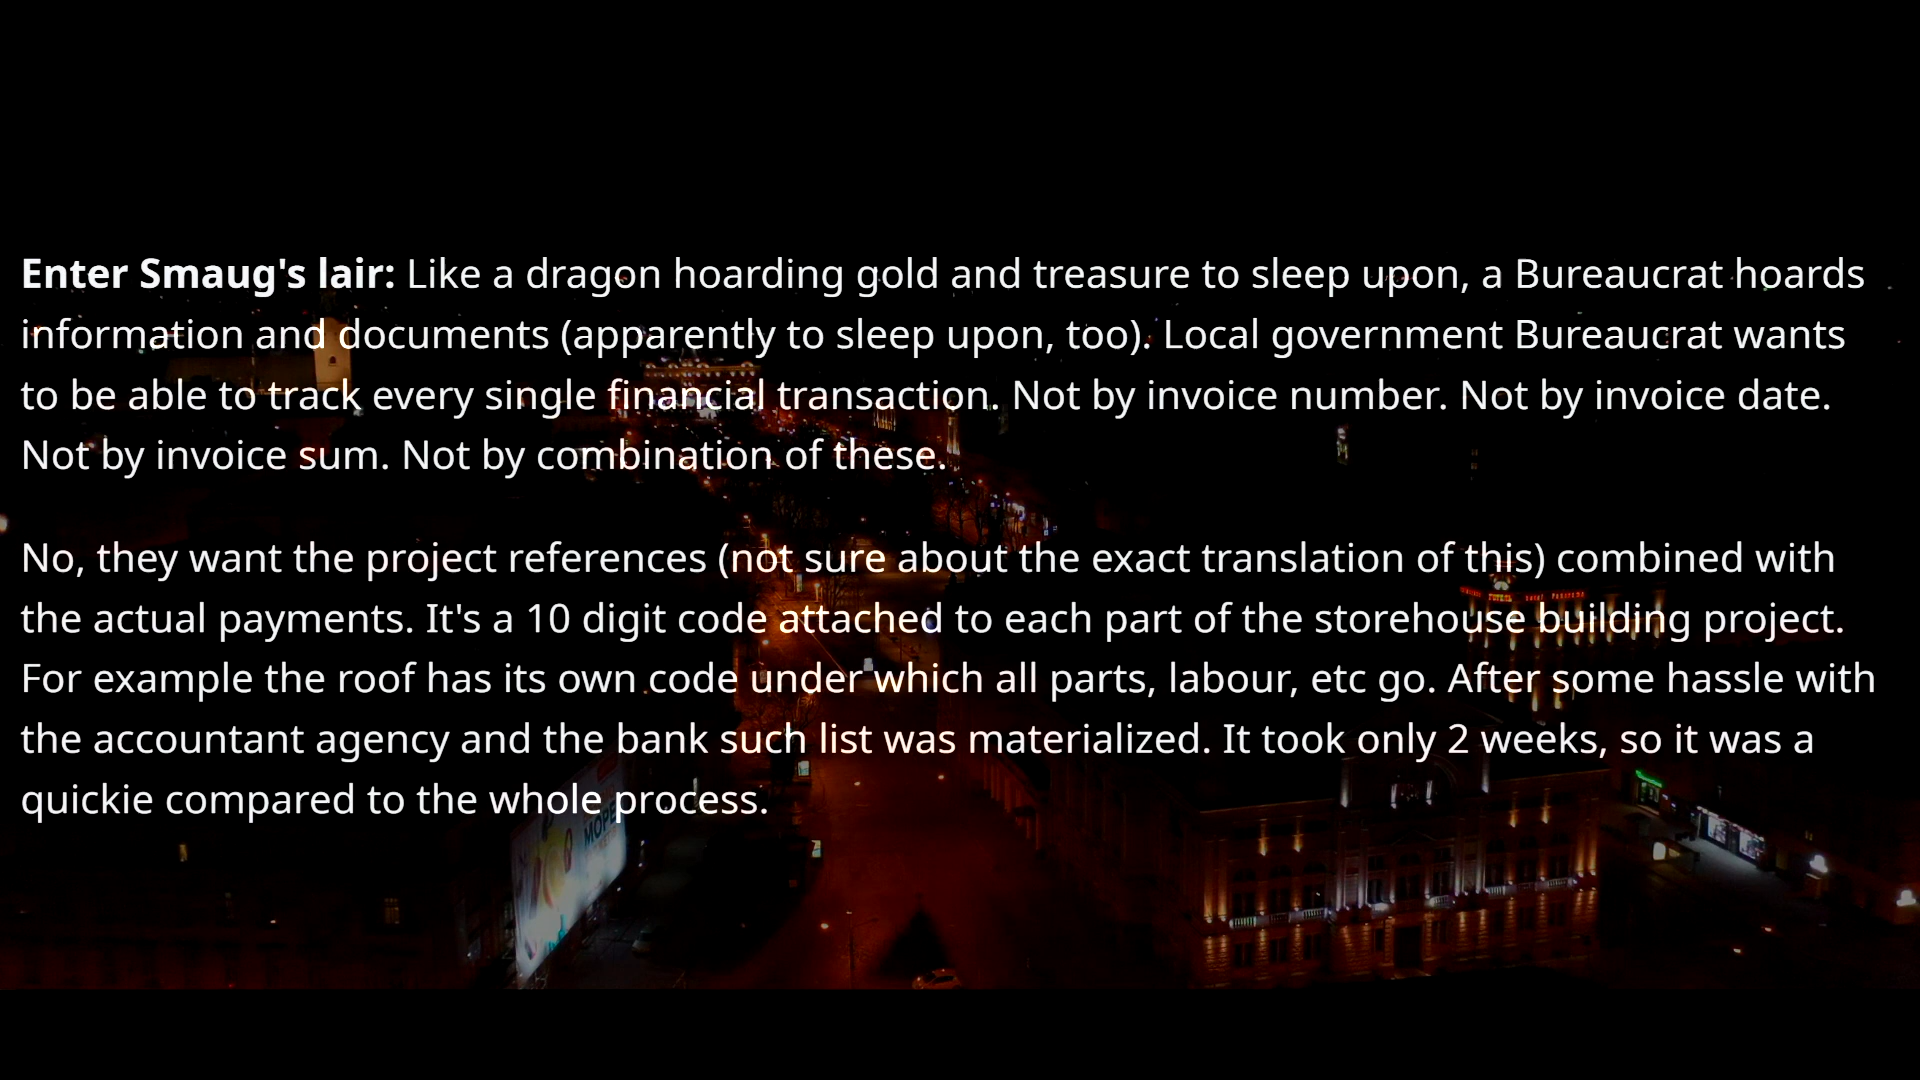 Enter Smaug's lair: Like a dragon hoarding gold and treasure to sleep upon, a Bureaucrat hoards
information and documents (apparently to sleep upon, too). Local government Bureaucrat wants
to be able to track every single financial transaction. Not by invoice number. Not by invoice date.
Not by invoice sum. Not by combination of these.
No, they want the project references (not sure about the exact translation of this) combined with
the actual payments. It's a 10 digit code attached to each part of the storehouse building project.
For example the roof has its own code under which all parts, labour, etc go. After some hassle with
the accountant agency and the bank such list was materialized. It took only 2 weeks, so it was a
quickie compared to the whole process.
МОРЕ